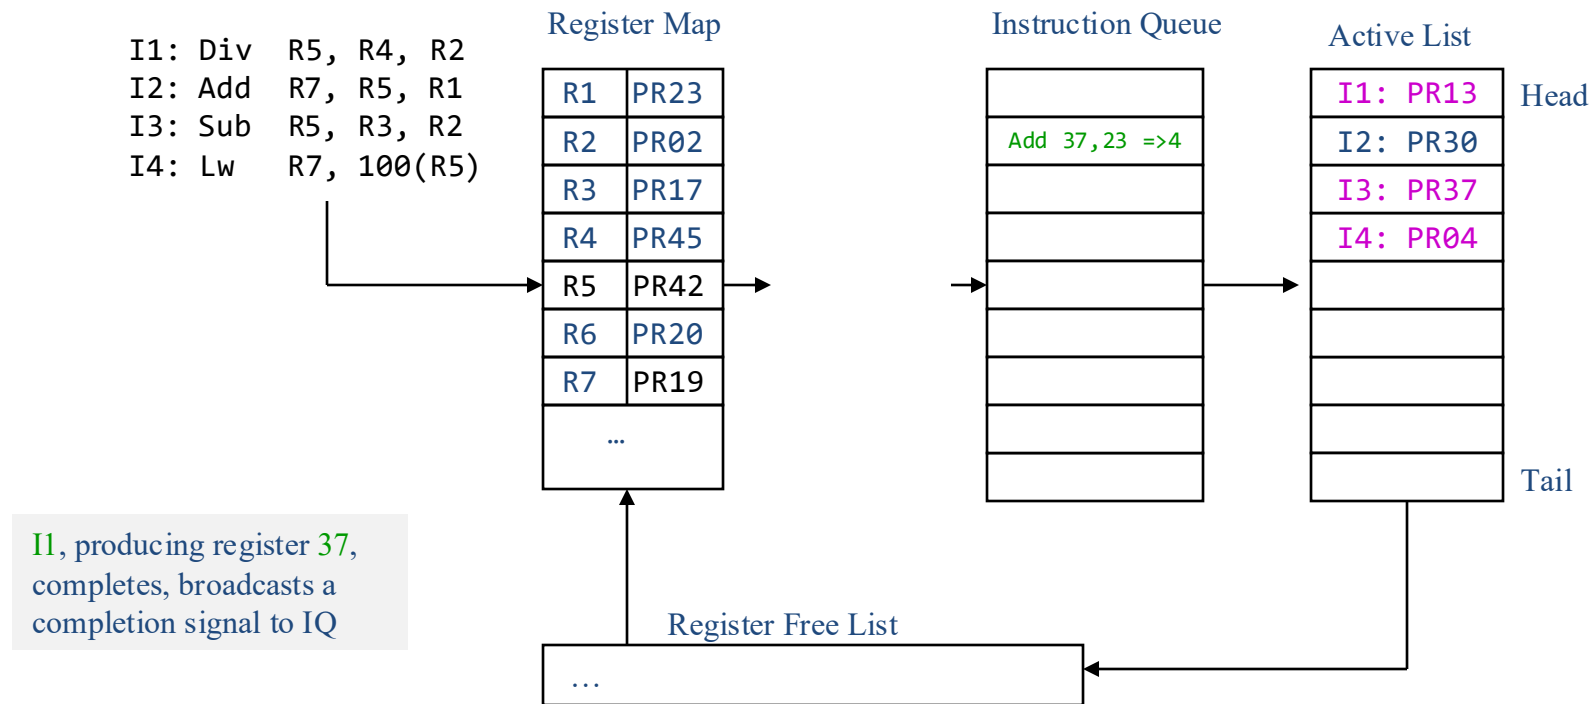 I1: Div R5, R4, R2
I2: Add R7, R5, R1
I3: Sub R5, R3, R2
I4: Lw R7, 100(R5)
Register Map
R1 PR23
R2 PR02
R3 PR17
R4 PR45
R5 PR42
R6 PR20
R7 PR19
…
Instruction Queue
Add 37,23 =>4
Active List
I1: PR13
I2: PR30
I3: PR37
I4: PR04
Head
Tail
I1, producing register 37,
completes, broadcasts a
completion signal to IQ
Register Free List
…